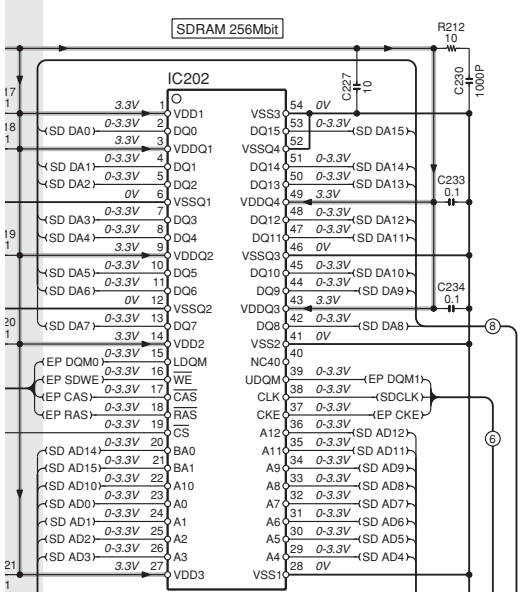 SDRAM 256Mbit
R212
10
C227
10
C230
1000P
IC202
17
1
3.3V 1 VDD1 VSS3 54 0V
18
1
(SD DA0) 0-3.3V 2 DQ0 DQ15 53 0-3.3V (SD DA15)
3.3V 3 VDDQ1 VSSQ4 52
(SD DA1) 0-3.3V 4 DQ1 DQ14 51 0-3.3V (SD DA14)
(SD DA2) 0-3.3V 5 DQ2 DQ13 50 0-3.3V (SD DA13)
C233
0.1
0V 6 VSSQ1 VDDQ4 49 3.3V
(SD DA3) 0-3.3V 7 DQ3 DQ12 48 0-3.3V (SD DA12)
19
1
(SD DA4) 0-3.3V 8 DQ4 DQ11 47 0-3.3V (SD DA11)
3.3V 9 VDDQ2 VSSQ3 46 0V
(SD DA5) 0-3.3V 10 DQ5 DQ10 45 0-3.3V (SD DA10)
(SD DA6) 0-3.3V 11 DQ6 DQ9 44 0-3.3V (SD DA9)
C234
0.1
0V 12 VSSQ2 VDDQ3 43 3.3V
(SD DA7) 0-3.3V 13 DQ7 DQ8 42 0-3.3V (SD DA8)
8
20
1
3.3V 14 VDD2 VSS2 41 0V
(EP DQM0) 0-3.3V 15 LDQM NC40 40
(EP SDWE) 0-3.3V 16 WE UDQM 39 0-3.3V (EP DQM1)
(EP CAS) 0-3.3V 17 CAS CLK 38 0-3.3V (SDCLK)
(EP RAS) 0-3.3V 18 RAS CKE 37 0-3.3V (EP CKE)
0-3.3V 19 CS A12 36 0-3.3V (SD AD12)
6
(SD AD14) 0-3.3V 20 BA0 A11 35 0-3.3V (SD AD11)
(SD AD15) 0-3.3V 21 BA1 A9 34 0-3.3V (SD AD9)
(SD AD10) 0-3.3V 22 A10 A8 33 0-3.3V (SD AD8)
(SD AD0) 0-3.3V 23 A0 A7 32 0-3.3V (SD AD7)
(SD AD1) 0-3.3V 24 A1 A6 31 0-3.3V (SD AD6)
(SD AD2) 0-3.3V 25 A2 A5 30 0-3.3V (SD AD5)
(SD AD3) 0-3.3V 26 A3 A4 29 0-3.3V (SD AD4)
21
1
3.3V 27 VDD3 VSS1 28 0V